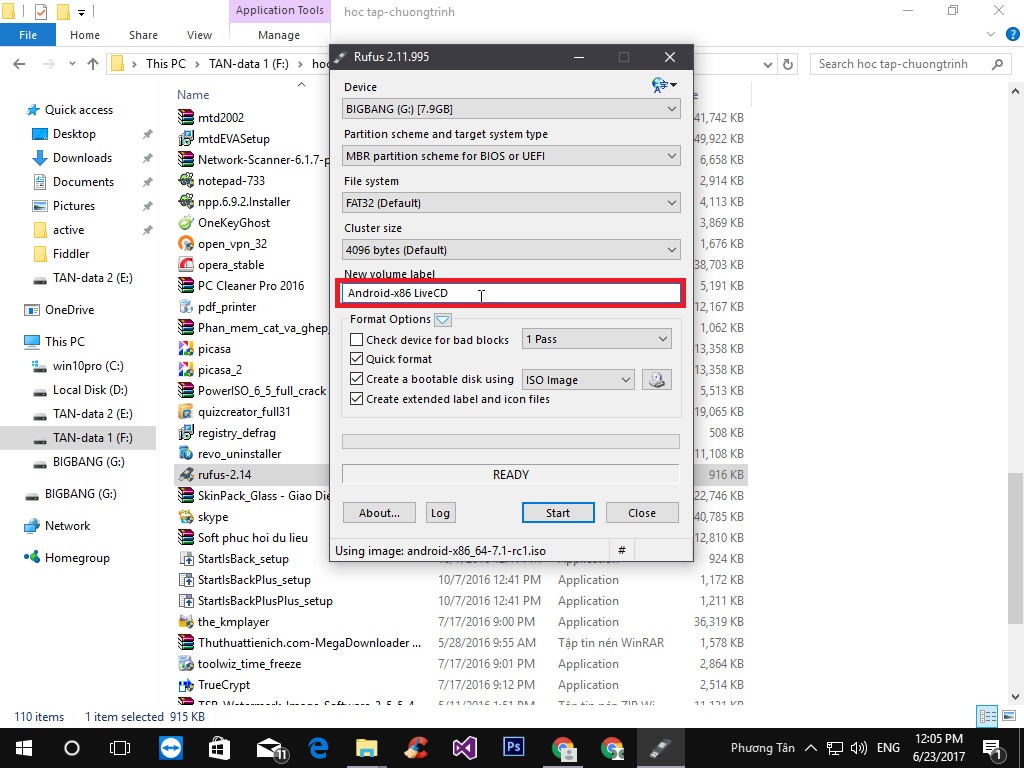 Application Tools
hoc tap-chuongtrinh
File
Home
Share
View
Manage
This PC
TAN-data 1 (F:)
Search hoc tap-chuongtrinh
Quick access
Desktop
Downloads
Documents
Pictures
active
Fiddler
TAN-data 2 (E:)
OneDrive
This PC
win10pro (C:)
Local Disk (D:)
TAN-data 2 (E:)
TAN-data 1 (F:)
BIGBANG (G:)
BIGBANG (G:)
Network
Homegroup
Name
mtd2002
mtdEVASetup 49,922 KB
Network-Scanner-6.1.7-p 6,658 KB
notepad-733 2,914 KB
npp.6.9.2.Installer 4,113 KB
OneKeyGhost 3,869 KB
open_vpn_32 1,676 KB
opera_stable 38,703 KB
PC Cleaner Pro 2016 5,191 KB
pdf_printer
Phan_mem_cat_va_ghep_ 1,062 KB
picasa 13,358 KB
picasa_2 13,358 KB
PowerISO_6_5_full_crack 5,513 KB
quizcreator_full31 19,065 KB
registry_defrag 508 KB
revo_uninstaller 11,108 KB
rufus-2.14 916 KB
SkinPack_Glass - Giao Die 22,746 KB
skype 40,785 KB
Soft phuc hoi du lieu 12,810 KB
StartIsBack_setup 924 KB
StartIsBackPlus_setup 10/7/2016 12:41 PM Application 1,172 KB
StartIsBackPlusPlus_setup 10/7/2016 12:41 PM Application 1,211 KB
the_kmplayer 7/17/2016 9:00 PM Application 36,319 KB
Thuthuattienich.com-MegaDownloader ... 5/28/2016 9:55 AM Tập tin nén WinRAR 1,578 KB
toolwiz_time_freeze 7/17/2016 9:01 PM Application 2,864 KB
TrueCrypt 7/17/2016 9:12 PM Application 2,514 KB
Rufus 2.11.995
Device
BIGBANG (G:) [7.9GB]
Partition scheme and target system type
MBR partition scheme for BIOS or UEFI
File system
FAT32 (Default)
Cluster size
4096 bytes (Default)
New volume label
Android-x86 LiveCD
Format Options
Check device for bad blocks 1 Pass
Quick format
Create a bootable disk using ISO Image
Create extended label and icon files
READY
About...
Log
Start
Close
Using image: android-x86_64-7.1-rc1.iso #
110 items 1 item selected 915 KB
11
Ps
Phương Tân
ENG
12:05 PM
6/23/2017
1